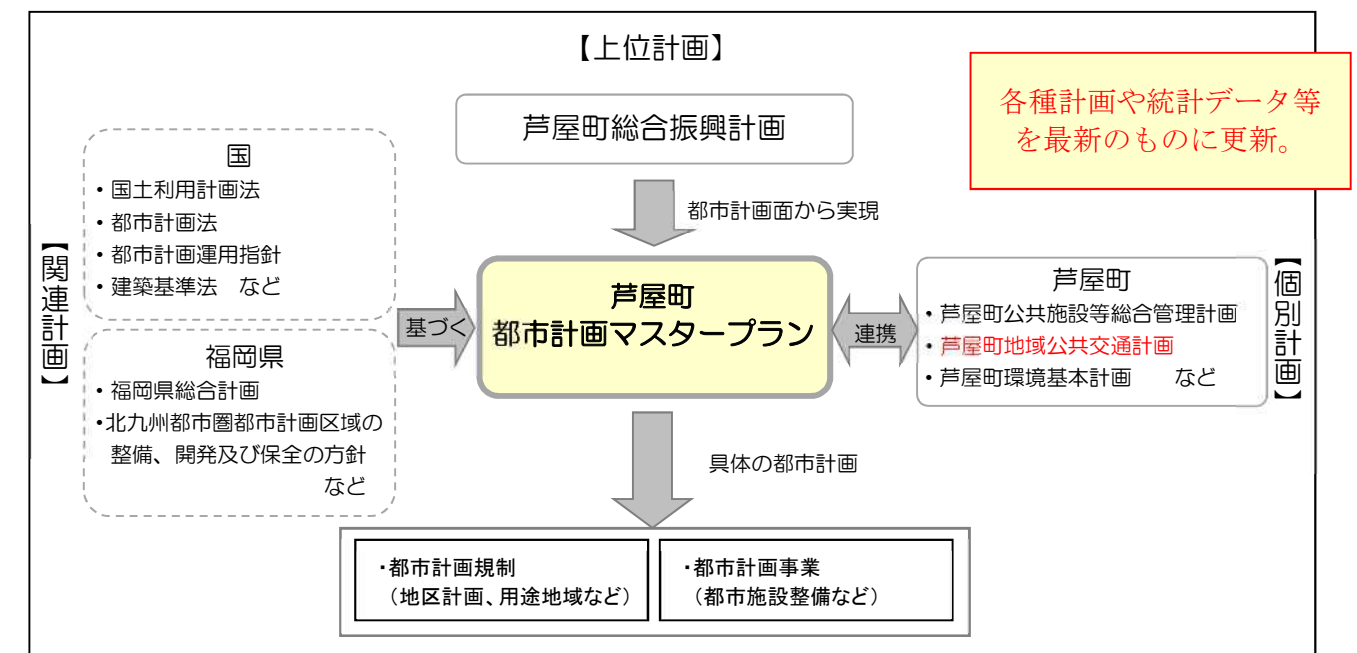 【上位計画】
各種計画や統計データ等
を最新のものに更新。
芦屋町総合振興計画
都市計画面から実現
【関連計画】
国
・国土利用計画法
・都市計画法
・都市計画運用指針
・建築基準法　など
福岡県
・福岡県総合計画
・北九州都市圏都市計画区域の
整備、開発及び保全の方針
など
基づく
芦屋町
都市計画マスタープラン
連携
芦屋町
・芦屋町公共施設等総合管理計画
・芦屋町地域公共交通計画
・芦屋町環境基本計画　　など
【個別計画】
具体の都市計画
・都市計画規制
（地区計画、用途地域など）
・都市計画事業
（都市施設整備など）